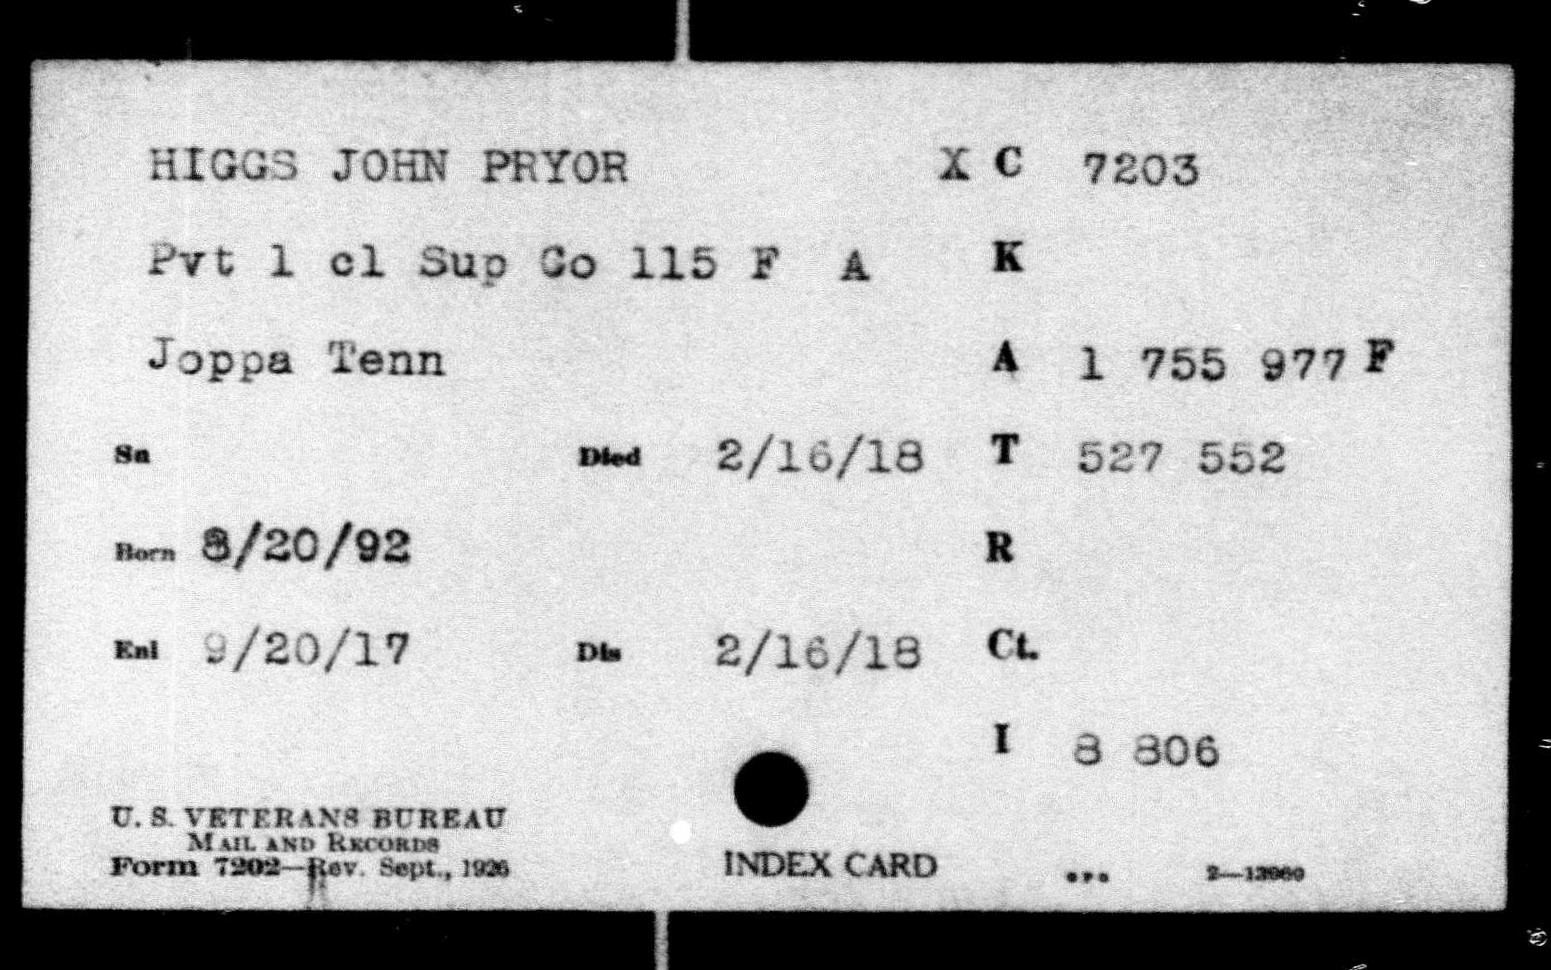 HIGGS JOHN PRYOR X C 7203
Pvt 1 cl Sup Co 115 F A K
Joppa Tenn A 1 755 977 F
Sn Died 2/16/18 T 527 552
Born 8/20/92 R
Enl 9/20/17 Dis 2/16/18 Ct.
I 8 806
U. S. VETERANS BUREAU
MAIL AND RECORDS
Form 7202—Rev. Sept., 1926
INDEX CARD